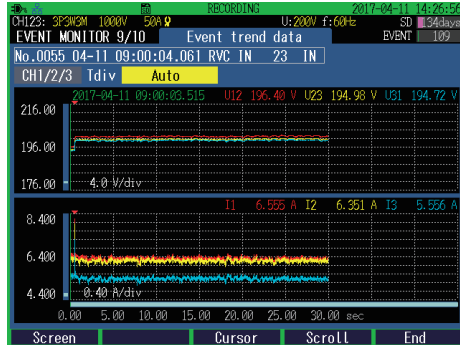 RECORDING 2017-04-11 14:26:56
CH123: 3P3W3M 1000V 50A U:200V f:60Hz SD 134days
EVENT MONITOR 9/10 Event trend data EVENT 109
No.0055 04-11 09:00:04.061 RVC IN 23 IN
CH1/2/3 Tdiv Auto
2017-04-11 09:00:03.515 U12 196.40 V U23 194.98 V U31 194.72 V
216.00
196.00
176.00 4.0 V/div
I1 6.555 A I2 6.351 A I3 5.556 A
8.400
6.400
4.400 0.40 A/div
0.00 5.00 10.00 15.00 20.00 25.00 30.00 sec
Screen Cursor Scroll End